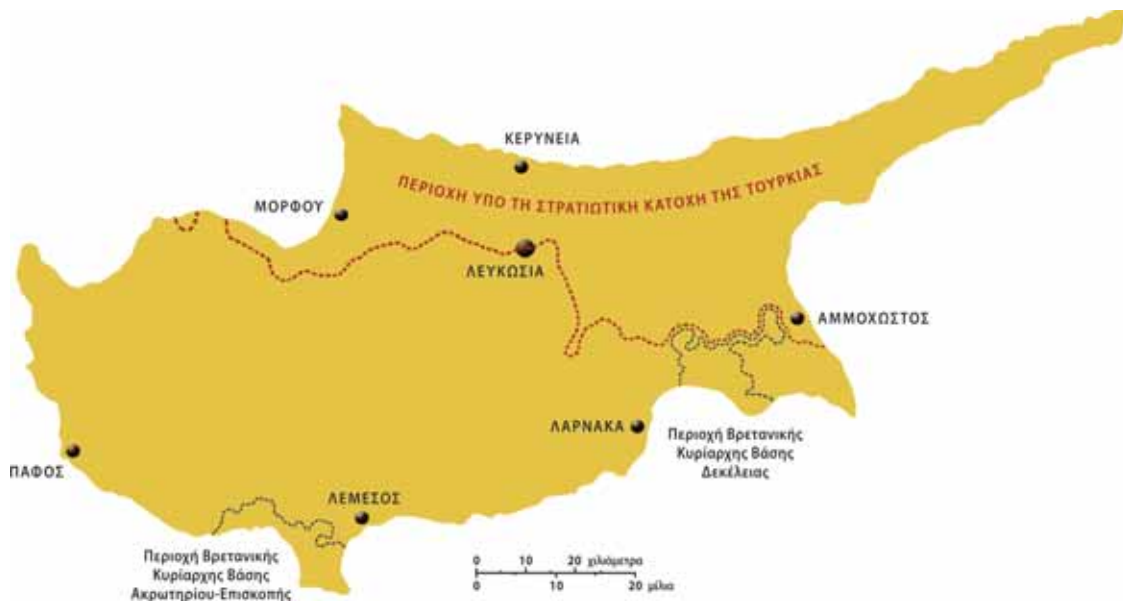 ΚΕΡΥΝΕΙΑ
ΠΕΡΙΟΧΗ ΥΠΟ ΤΗ ΣΤΡΑΤΙΩΤΙΚΗ ΚΑΤΟΧΗ ΤΗΣ ΤΟΥΡΚΙΑΣ
ΜΟΡΦΟΥ
ΛΕΥΚΩΣΙΑ
ΑΜΜΟΧΩΣΤΟΣ
ΛΑΡΝΑΚΑ
Περιοχή Βρετανικής
Κυρίαρχης Βάσης
Δεκέλειας
ΠΑΦΟΣ
ΛΕΜΕΣΟΣ
Περιοχή Βρετανικής
Κυρίαρχης Βάσης
Ακρωτηρίου-Επισκοπής
0 10 20 χιλιόμετρα
0 10 20 μίλια